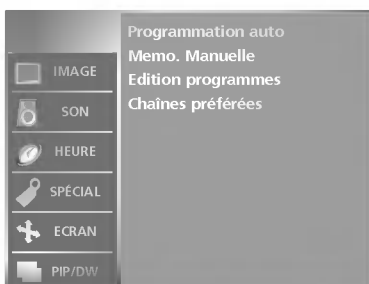 Programmation auto
Memo. Manuelle
Edition programmes
Chaînes préférées
IMAGE
SON
HEURE
SPÉCIAL
ECRAN
PIP/DW